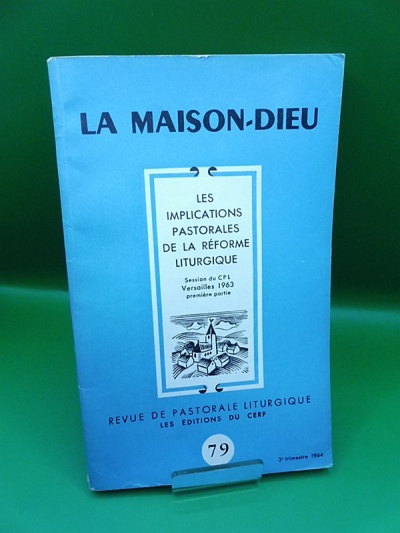 LA MAISON-DIEU
LES
IMPLICATIONS
PASTORALES
DE LA RÉFORME
LITURGIQUE
Session du CPL
Versailles 1963
première partie
REVUE DE PASTORALE LITURGIQUE
LES ÉDITIONS DU CERF
79
3e trimestre 1964